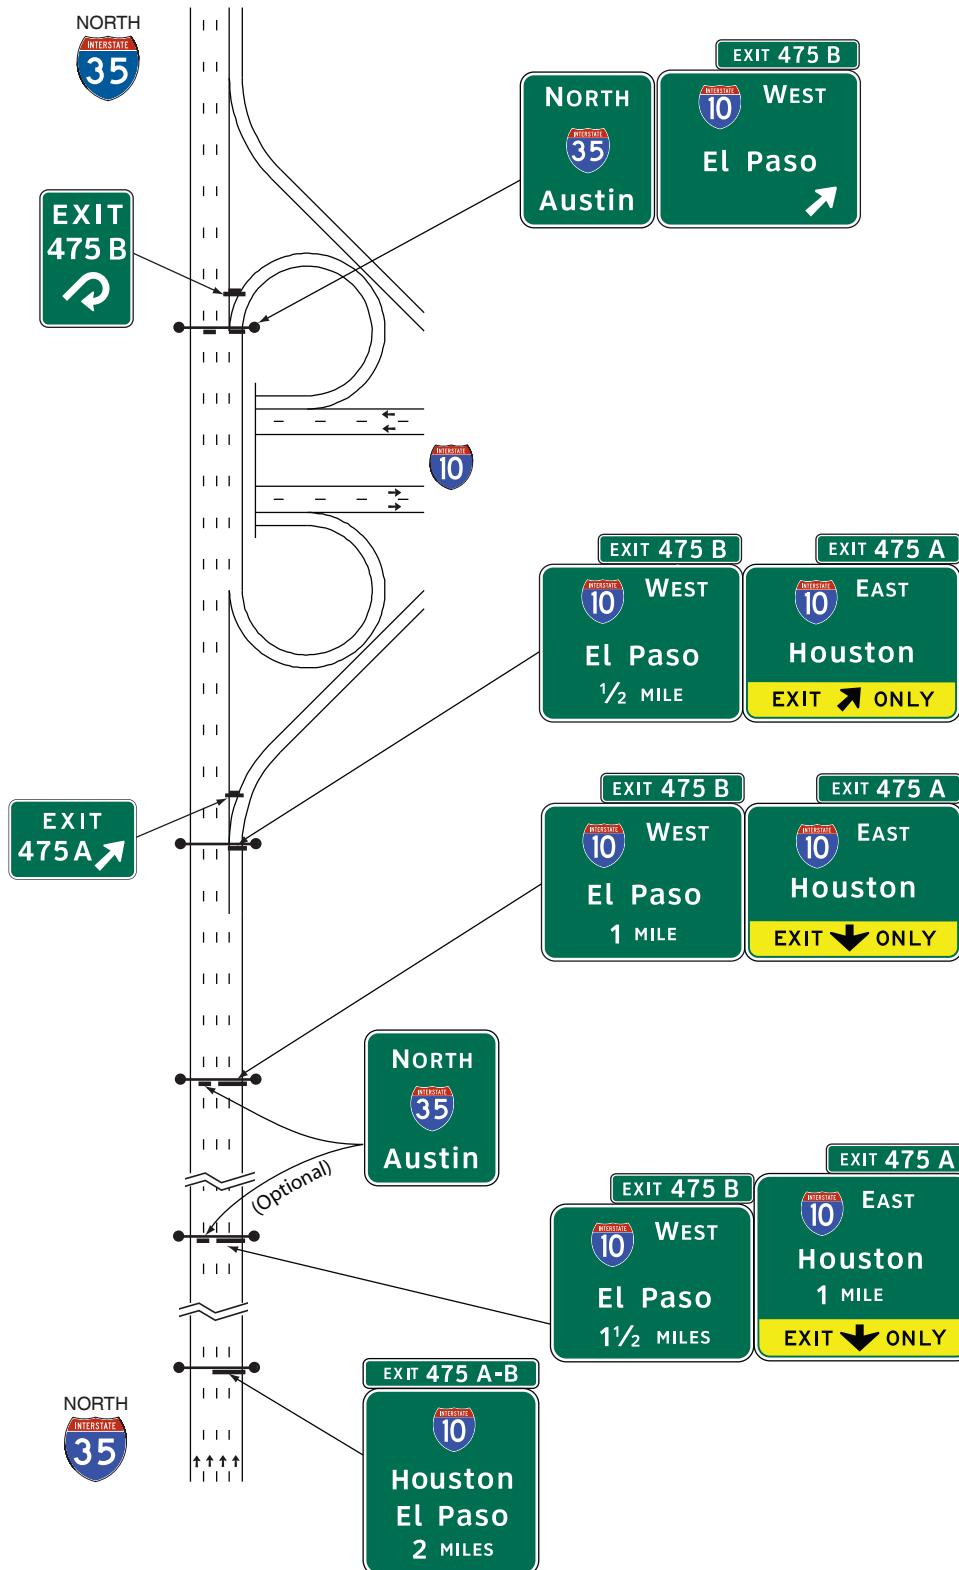 NORTH
INTERSTATE
35
EXIT 475 B
NORTH
INTERSTATE
35
Austin
INTERSTATE
10 WEST
El Paso
EXIT
475 B
INTERSTATE
10
EXIT 475 B
INTERSTATE
10 WEST
El Paso
½ MILE
EXIT 475 A
INTERSTATE
10 EAST
Houston
EXIT ONLY
EXIT
475 A
EXIT 475 B
INTERSTATE
10 WEST
El Paso
1 MILE
EXIT 475 A
INTERSTATE
10 EAST
Houston
EXIT ONLY
NORTH
INTERSTATE
35
Austin
(Optional)
EXIT 475 B
INTERSTATE
10 WEST
El Paso
1½ MILES
EXIT 475 A
INTERSTATE
10 EAST
Houston
1 MILE
EXIT ONLY
NORTH
INTERSTATE
35
EXIT 475 A-B
INTERSTATE
10
Houston
El Paso
2 MILES